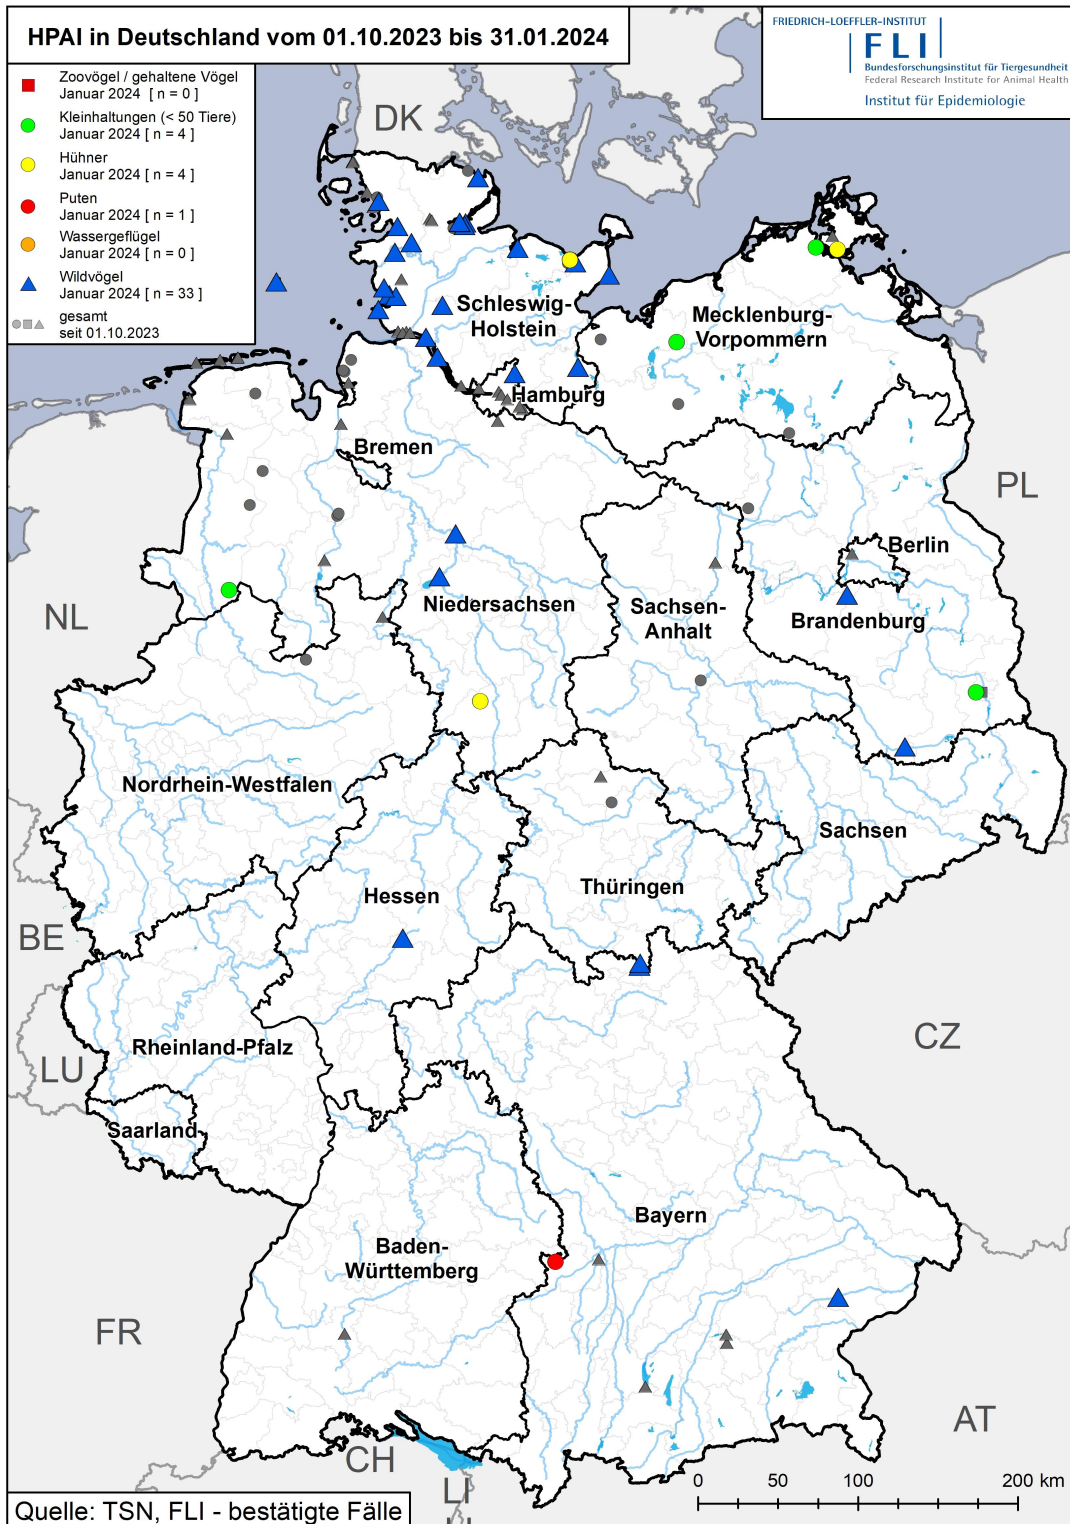 HPAI in Deutschland vom 01.10.2023 bis 31.01.2024
FRIEDRICH-LOEFFLER-INSTITUT
FLI
Bundesforschungsinstitut für Tiergesundheit
Federal Research Institute for Animal Health
Institut für Epidemiologie
Zoovögel / gehaltene Vögel
Januar 2024 [ n = 0 ]
Kleinhaltungen (< 50 Tiere)
Januar 2024 [ n = 4 ]
Hühner
Januar 2024 [ n = 4 ]
Puten
Januar 2024 [ n = 1 ]
Wassergeflügel
Januar 2024 [ n = 0 ]
Wildvögel
Januar 2024 [ n = 33 ]
gesamt
seit 01.10.2023
DK
Schleswig-
Holstein
Mecklenburg-
Vorpommern
Hamburg
Bremen
PL
Berlin
NL
Niedersachsen
Sachsen-
Anhalt
Brandenburg
Nordrhein-Westfalen
Sachsen
Hessen
Thüringen
BE
CZ
LU
Rheinland-Pfalz
Saarland
Bayern
Baden-
Württemberg
FR
AT
CH
LI
0 50 100 200 km
Quelle: TSN, FLI - bestätigte Fälle